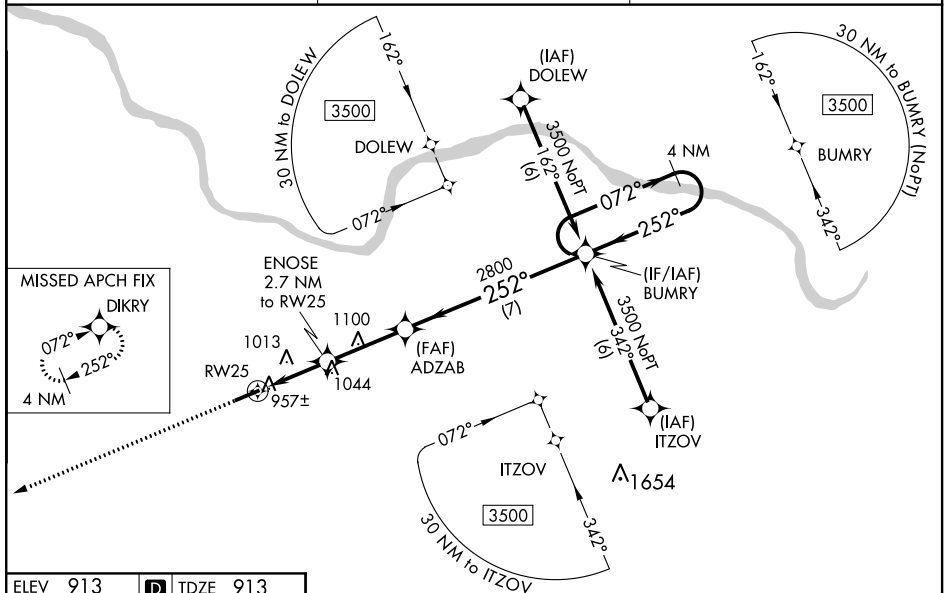 30 NM to DOLEW
162°
3500
DOLEW
072°
(IAF)
DOLEW
3500 NoPT
162°
(6)
4 NM
072°
252°
(IF/IAF)
BUMRY
30 NM to BUMRY (NoPT)
162°
3500
BUMRY
342°
MISSED APCH FIX
DIKRY
072°
252°
4 NM
ENOSE
2.7 NM
to RW25
2800
252°
(7)
3500 NoPT
342°
(6)
1100
1013
(FAF)
ADZAB
RW25
1044
957±
(IAF)
ITZOV
072°
ITZOV
1654
3500
342°
30 NM to ITZOV
ELEV 913 D TDZE 913